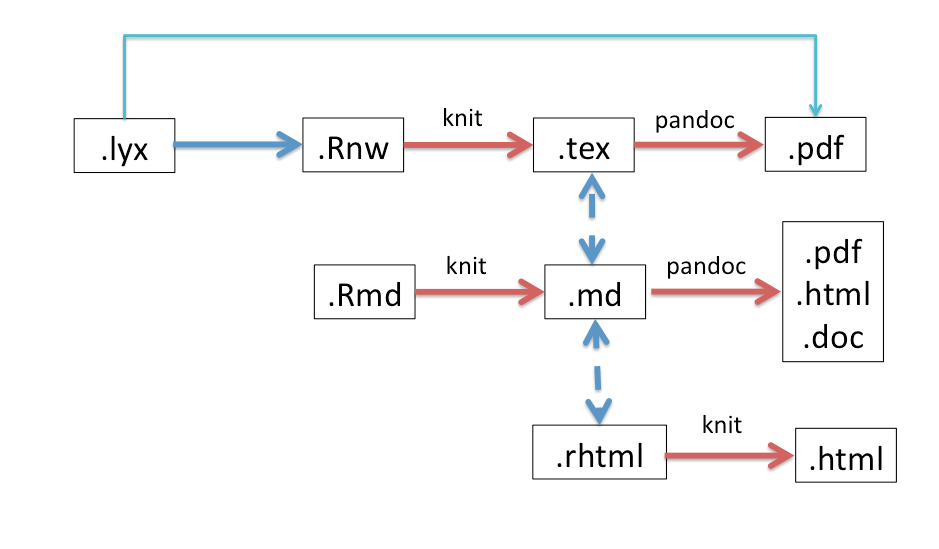 knit
pandoc
.lyx
.Rnw
.tex
.pdf
knit
pandoc
.Rmd
.md
.pdf
.html
.doc
knit
.rhtml
.html